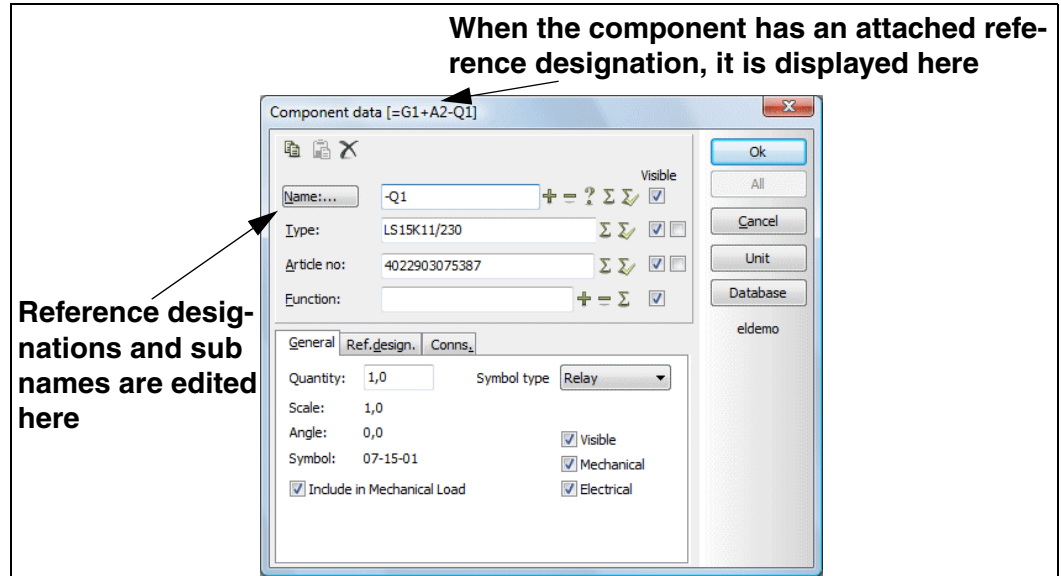 When the component has an attached refe-
rence designation, it is displayed here
Component data [=G1+A2-Q1]
Visible
Name:... -Q1
Type: LS15K11/230
Article no: 4022903075387
Function:
Ok
All
Cancel
Unit
Database
eldemo
Reference desig-
nations and sub
names are edited
here
General Ref.design. Conns.
Quantity: 1,0 Symbol type Relay
Scale: 1,0
Angle: 0,0 Visible
Symbol: 07-15-01 Mechanical
Include in Mechanical Load Electrical